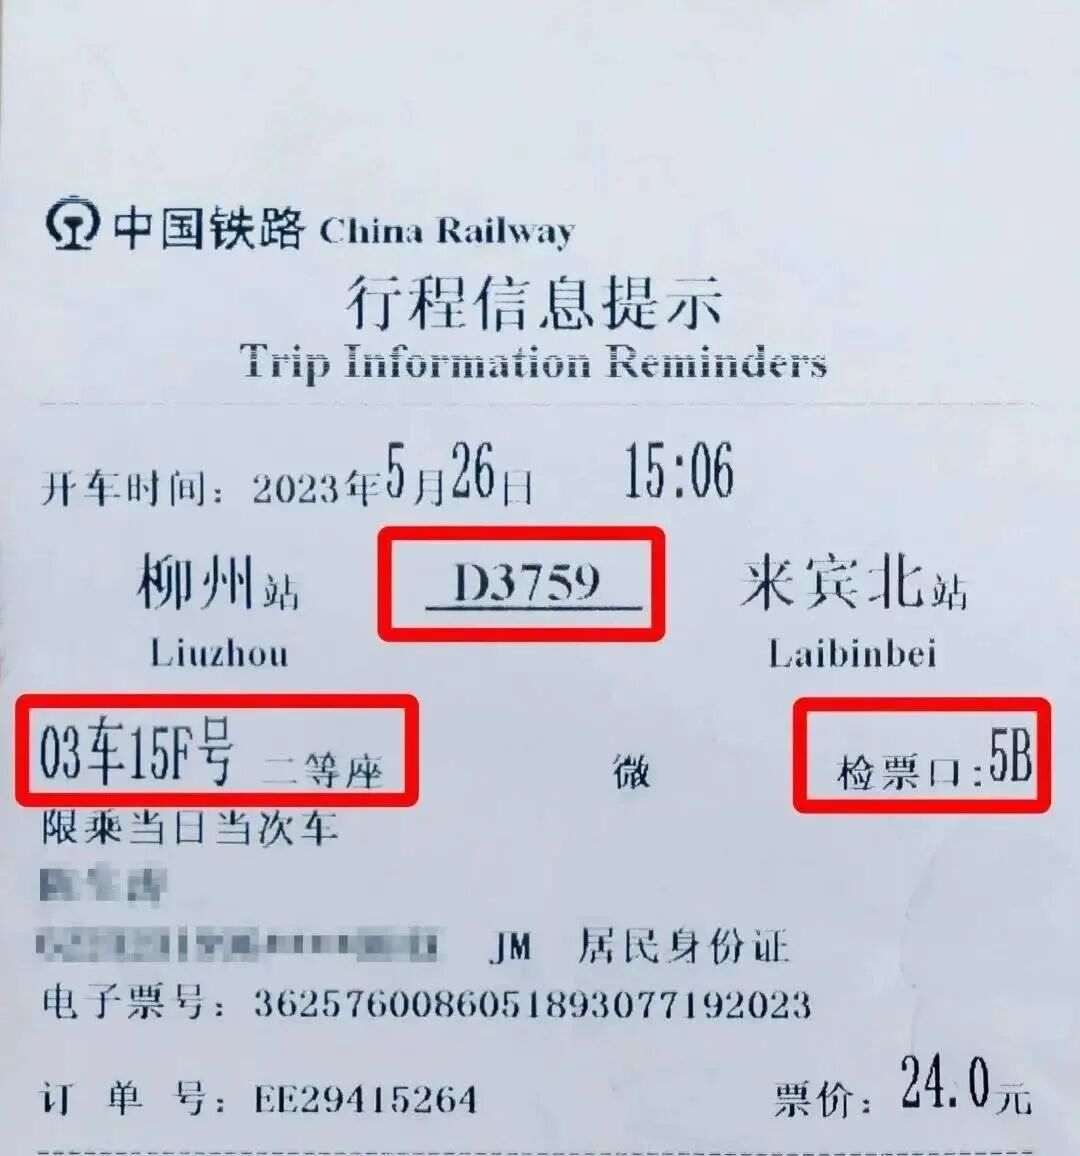 中国铁路 China Railway
行程信息提示
Trip Information Reminders
开车时间：2023年5月26日 15:06
柳州站 D3759 来宾北站
Liuzhou Laibinbei
03车15F号 二等座 微 检票口:5B
限乘当日当次车
JM 居民身份证
电子票号：3625760086051893077192023
订单号：EE29415264 票价：24.0元